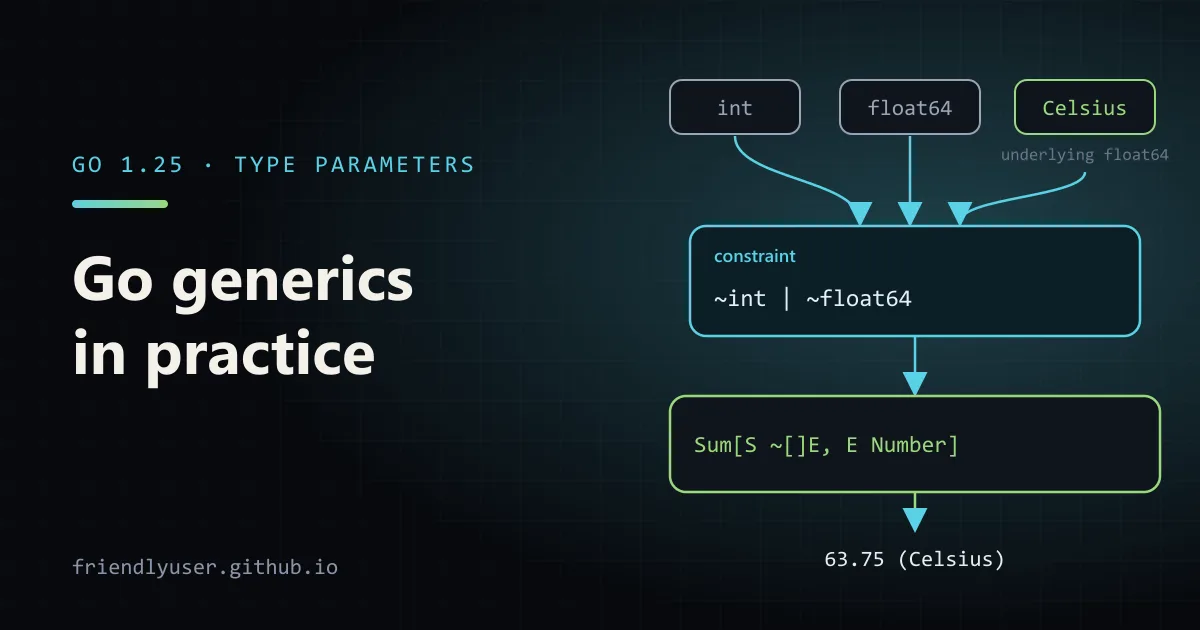 GO 1.25 · TYPE PARAMETERS
Go generics
in practice
friendlyuser.github.io
int
float64
Celsius
underlying float64
constraint
~int | ~float64
Sum[S ~[]E, E Number]
63.75 (Celsius)